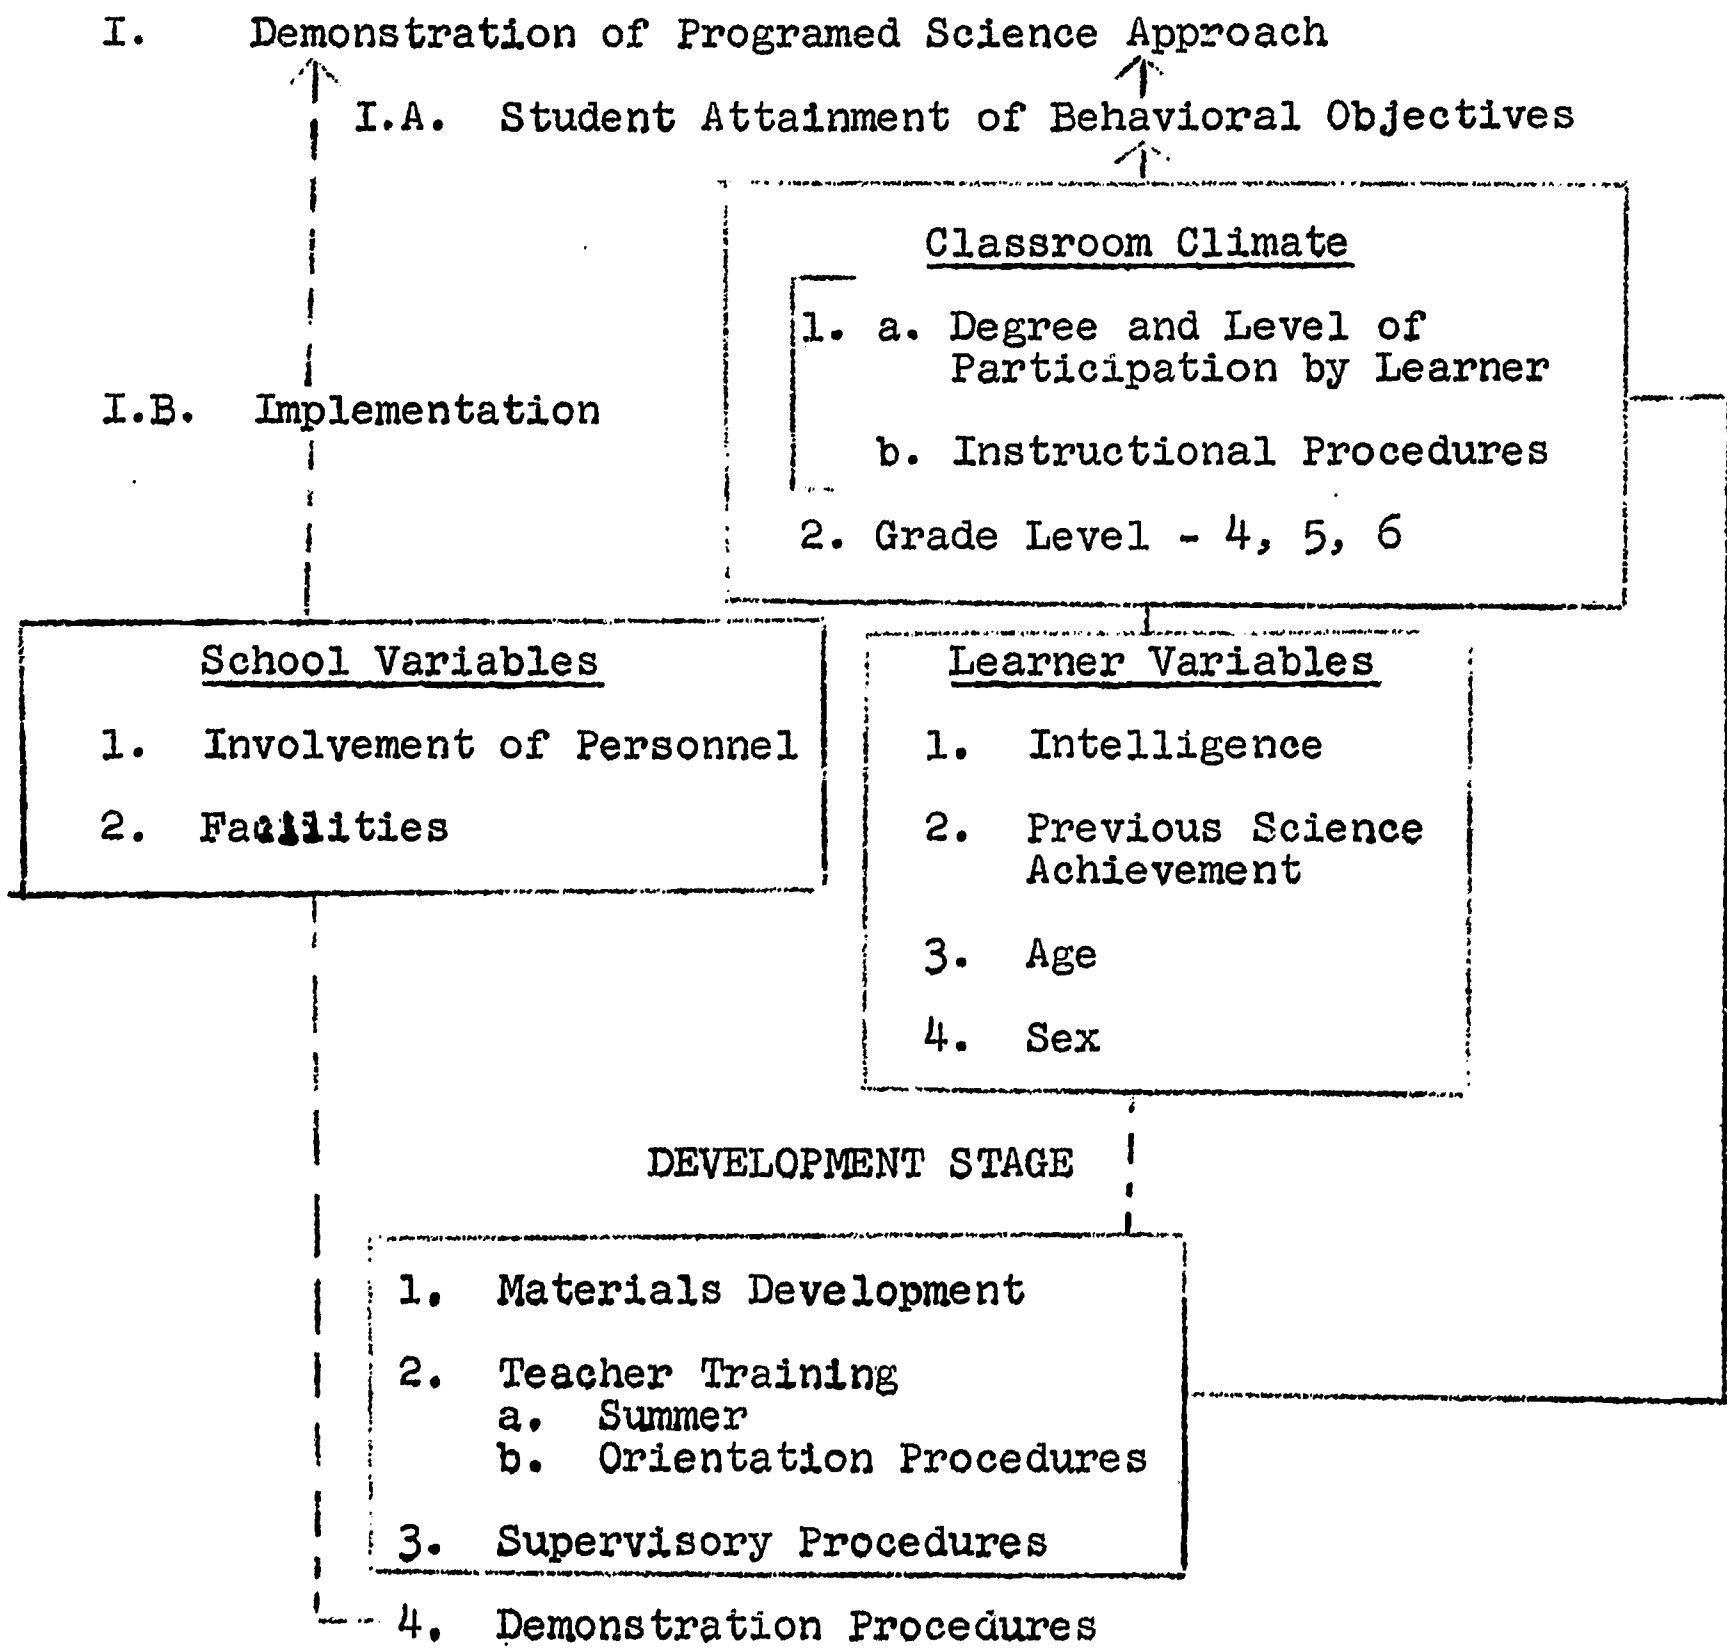 I. Demonstration of Programed Science Approach
I.A. Student Attainment of Behavioral Objectives
Classroom Climate
1. a. Degree and Level of
Participation by Learner
I.B. Implementation
b. Instructional Procedures
2. Grade Level - 4, 5, 6
School Variables
1. Involvement of Personnel
2. Facilities
Learner Variables
1. Intelligence
2. Previous Science
Achievement
3. Age
4. Sex
DEVELOPMENT STAGE
1. Materials Development
2. Teacher Training
a. Summer
b. Orientation Procedures
3. Supervisory Procedures
4. Demonstration Procedures